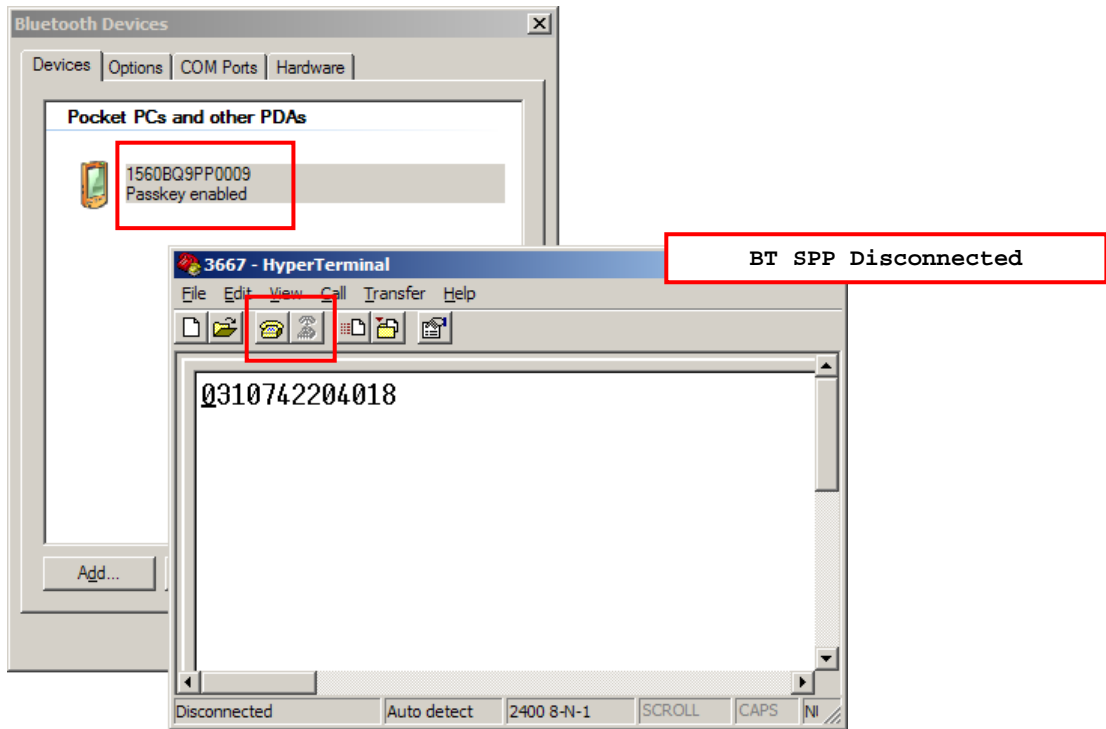 Bluetooth Devices
Devices Options COM Ports Hardware
Pocket PCs and other PDAs
1560BQ9PP0009
Passkey enabled
BT SPP Disconnected
3667 - HyperTerminal
File Edit View Call Transfer Help
0310742204018
Add...
Disconnected Auto detect 2400 8-N-1 SCROLL CAPS